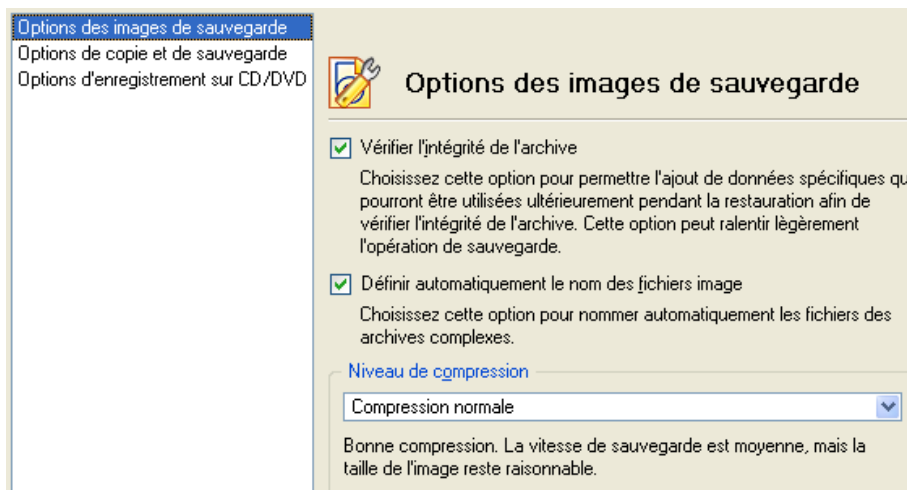 Options des images de sauvegarde
Options de copie et de sauvegarde
Options d'enregistrement sur CD/DVD
Options des images de sauvegarde
Vérifier l'intégrité de l'archive
Choisissez cette option pour permettre l'ajout de données spécifiques qu
pourront être utilisées ultérieurement pendant la restauration afin de
vérifier l'intégrité de l'archive. Cette option peut ralentir lègèrement
l'opération de sauvegarde.
Définir automatiquement le nom des fichiers image
Choisissez cette option pour nommer automatiquement les fichiers des
archives complexes.
Niveau de compression
Compression normale
Bonne compression. La vitesse de sauvegarde est moyenne, mais la
taille de l'image reste raisonnable.